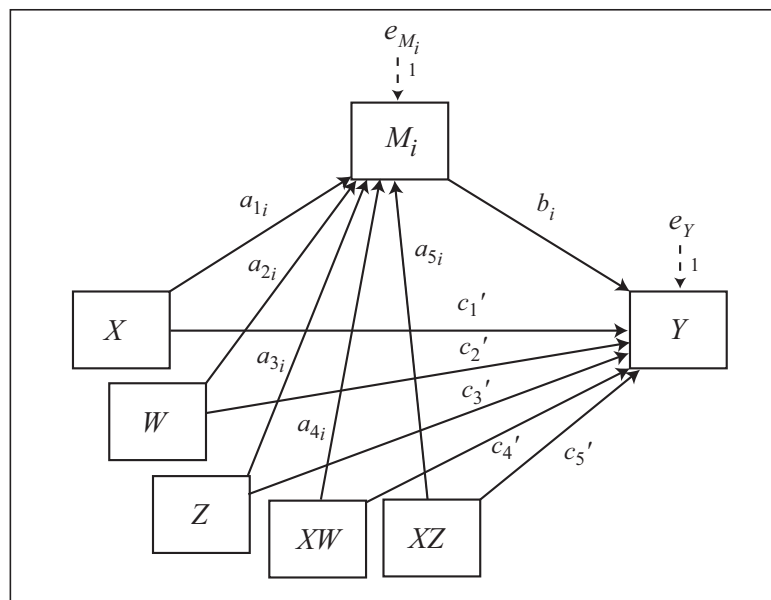 e_{M_i}
1
M_i
a_{1i}
b_i
a_{2i}
a_{5i}
e_Y
1
X
c_1′
Y
c_2′
a_{3i}
c_3′
W
a_{4i}
c_4′
c_5′
Z
XW
XZ